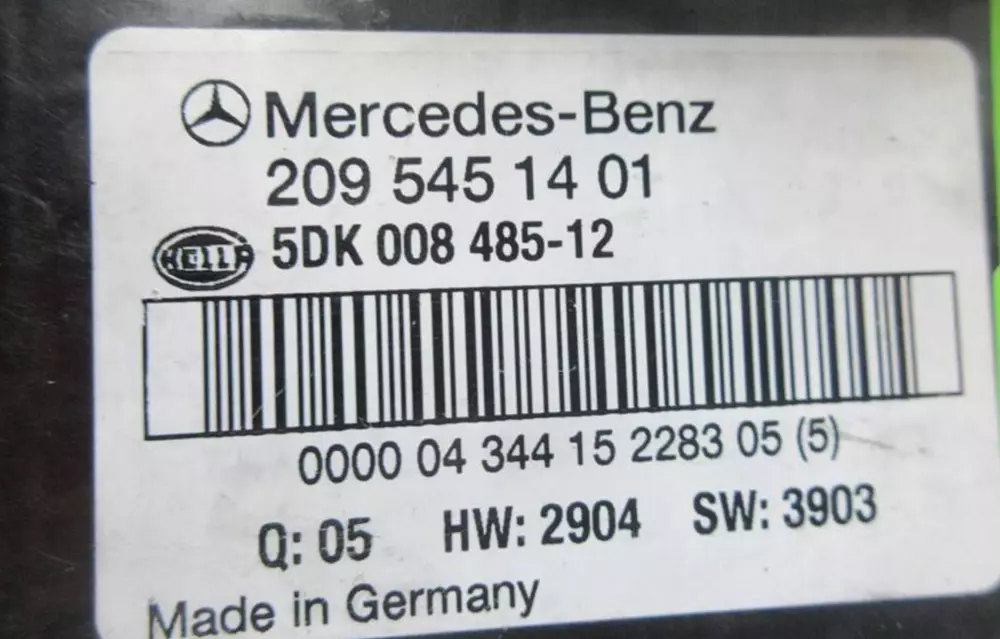 Mercedes-Benz
209 545 14 01
HELLA 5DK 008 485-12
0000 04 344 15 2283 05 (5)
Q: 05 HW: 2904 SW: 3903
Made in Germany